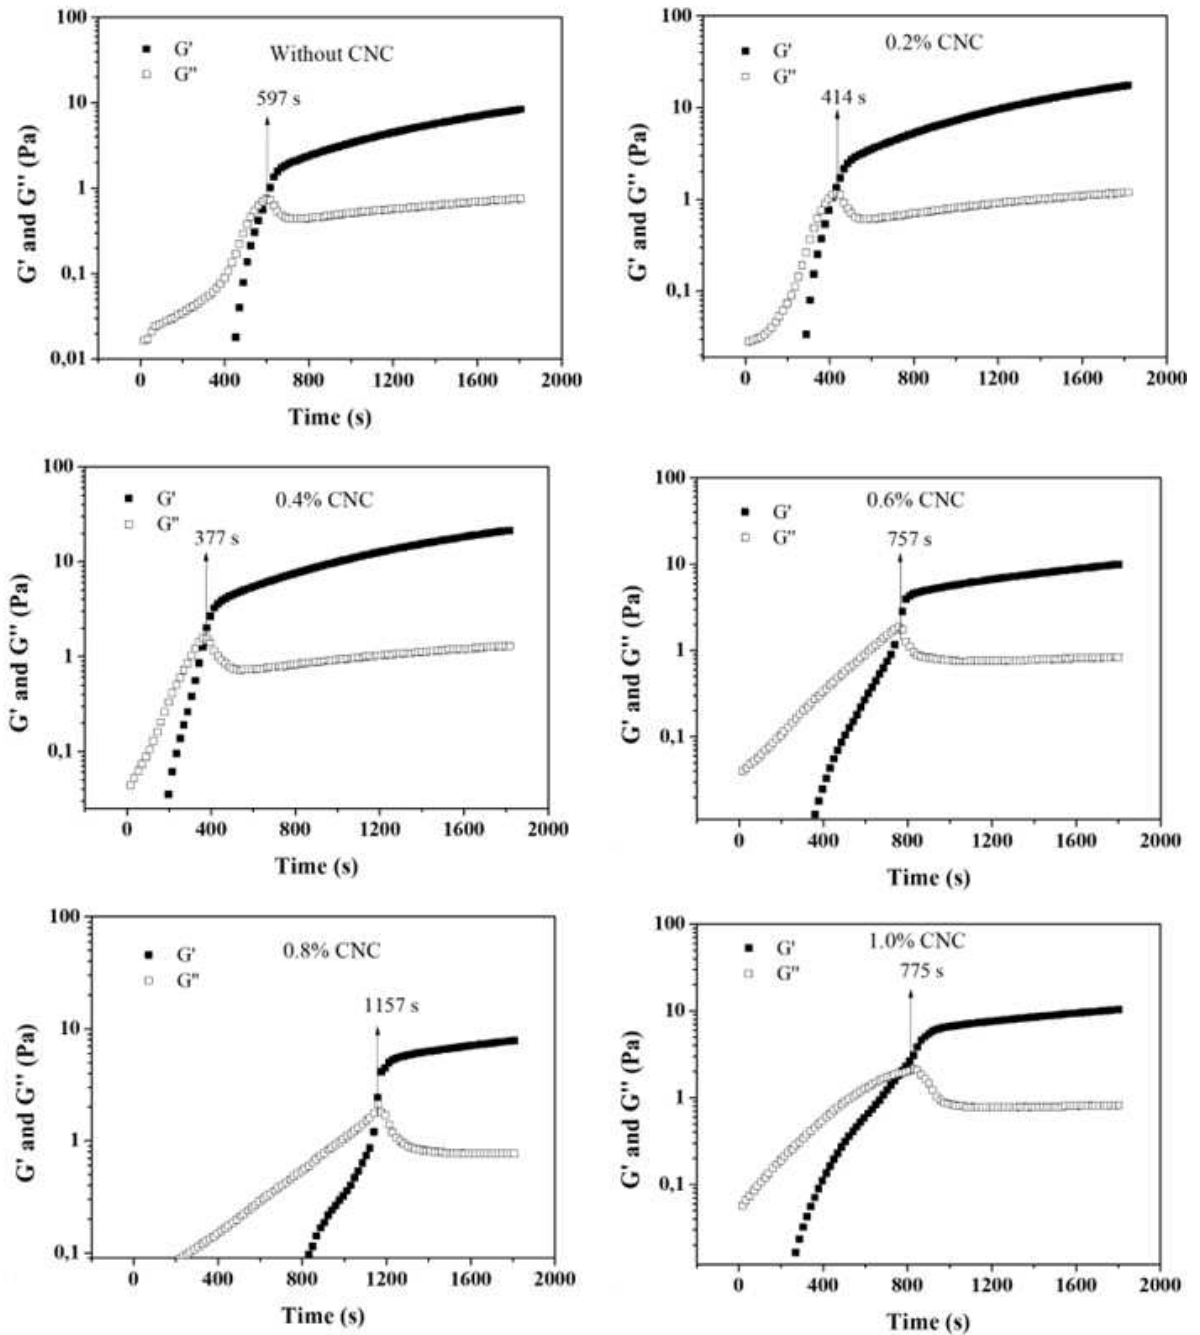 100
10
1
0,1
0,01
G' and G'' (Pa)
G'
G''
Without CNC
597 s
0
400
800
1200
1600
2000
Time (s)
100
10
1
0,1
G' and G'' (Pa)
G'
G''
0.2% CNC
414 s
0
400
800
1200
1600
2000
Time (s)
100
10
1
0,1
G' and G'' (Pa)
G'
G''
0.4% CNC
377 s
0
400
800
1200
1600
2000
Time (s)
100
10
1
0,1
G' and G'' (Pa)
G'
G''
0.6% CNC
757 s
0
400
800
1200
1600
2000
Time (s)
100
10
1
0,1
G' and G'' (Pa)
G'
G''
0.8% CNC
1157 s
0
400
800
1200
1600
2000
Time (s)
100
10
1
0,1
G' and G'' (Pa)
G'
G''
1.0% CNC
775 s
0
400
800
1200
1600
2000
Time (s)